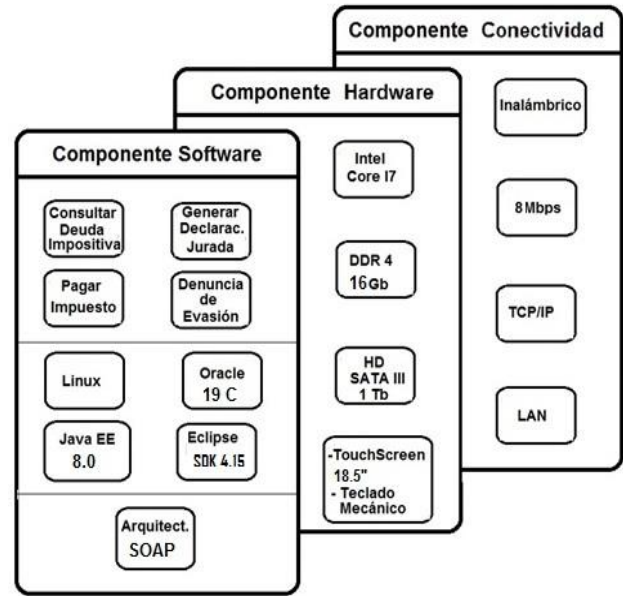 Componente Conectividad
Inalámbrico
8Mbps
TCP/IP
LAN
Componente Hardware
Intel
Core I7
DDR 4
16Gb
HD
SATA III
1 Tb
-TouchScreen
18.5"
- Teclado
Mecánico
Componente Software
Consultar
Deuda
Impositiva
Generar
Declarac.
Jurada
Pagar
Impuesto
Denuncia
de
Evasión
Linux
Oracle
19 C
Java EE
8.0
Eclipse
SDK 4.15
Arquitect.
SOAP